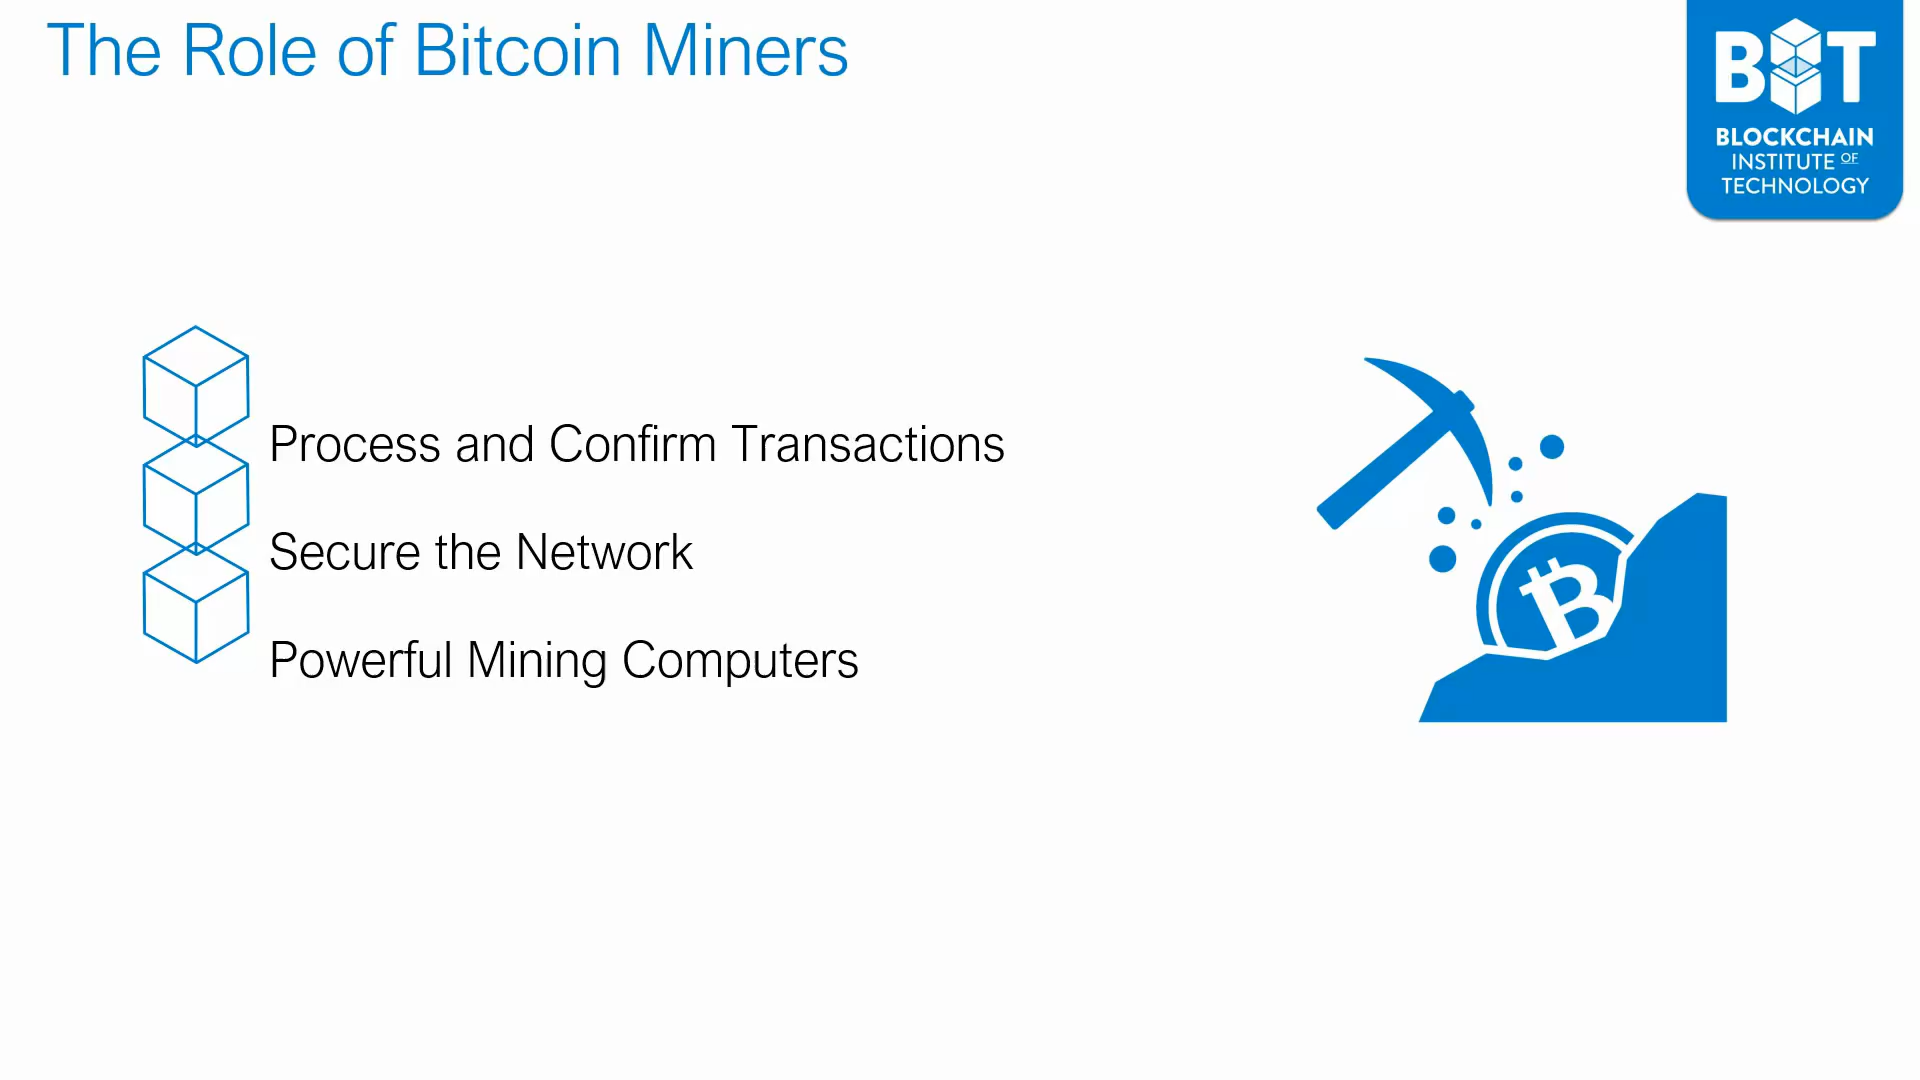 The Role of Bitcoin Miners
BIT
BLOCKCHAIN
INSTITUTE OF
TECHNOLOGY
Process and Confirm Transactions
Secure the Network
Powerful Mining Computers